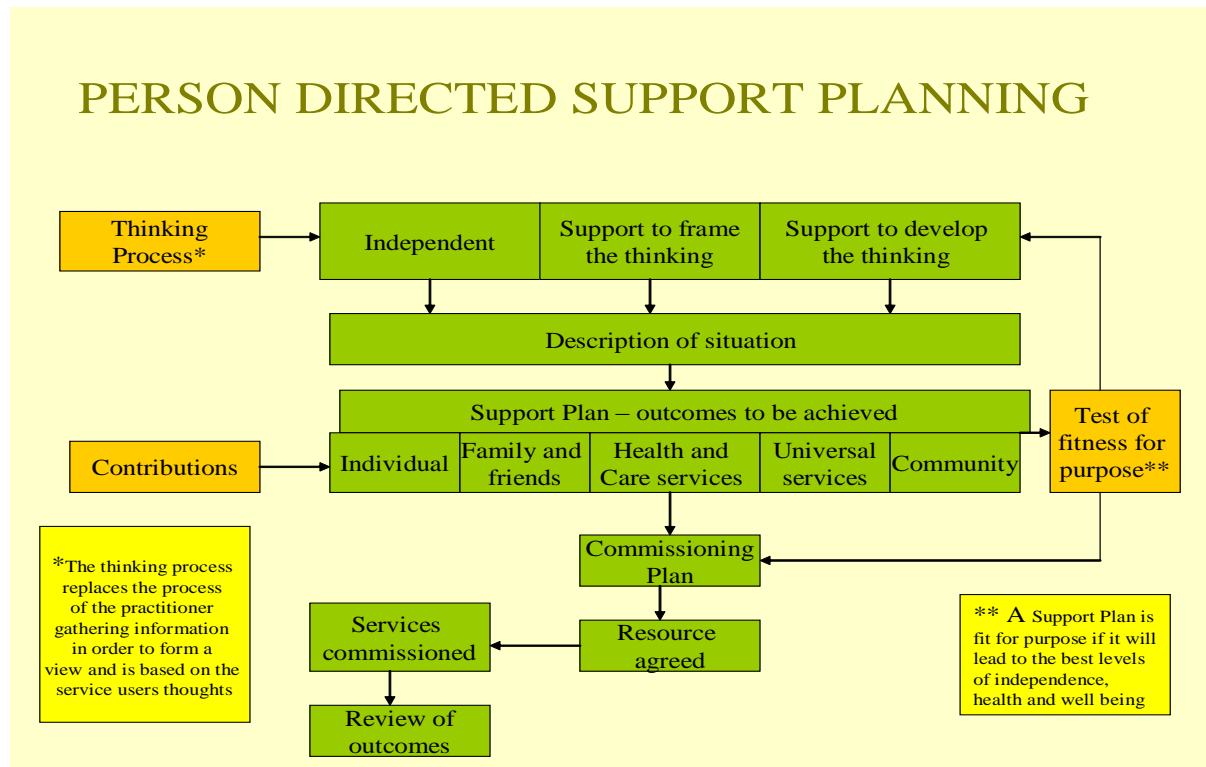 PERSON DIRECTED SUPPORT PLANNING
Thinking
Process*
Independent
Support to frame
the thinking
Support to develop
the thinking
Description of situation
Support Plan – outcomes to be achieved
Contributions
Individual
Family and
friends
Health and
Care services
Universal
services
Community
Test of
fitness for
purpose**
Commissioning
Plan
Resource
agreed
Services
commissioned
Review of
outcomes
*The thinking process
replaces the process
of the practitioner
gathering information
in order to form a
view and is based on the
service users thoughts
** A Support Plan is
fit for purpose if it will
lead to the best levels
of independence,
health and well being